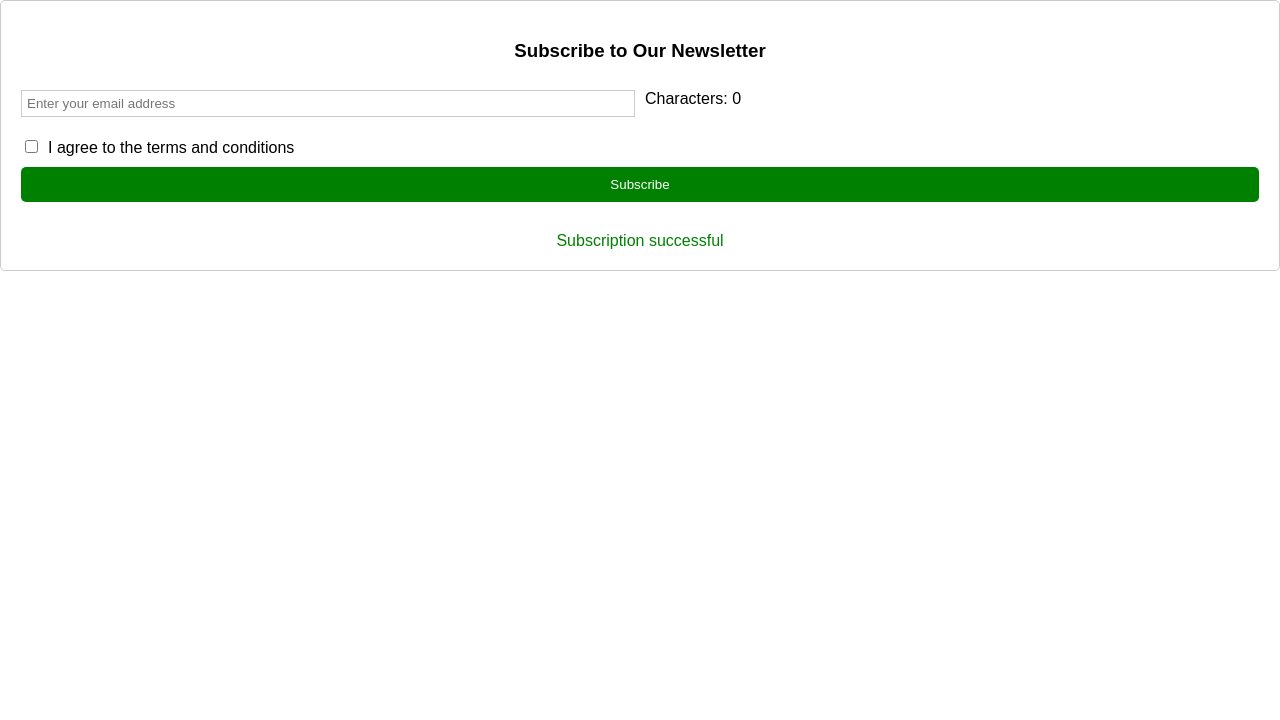 Subscribe to Our Newsletter
Enter your email address
Characters: 0
I agree to the terms and conditions
Subscribe
Subscription successful